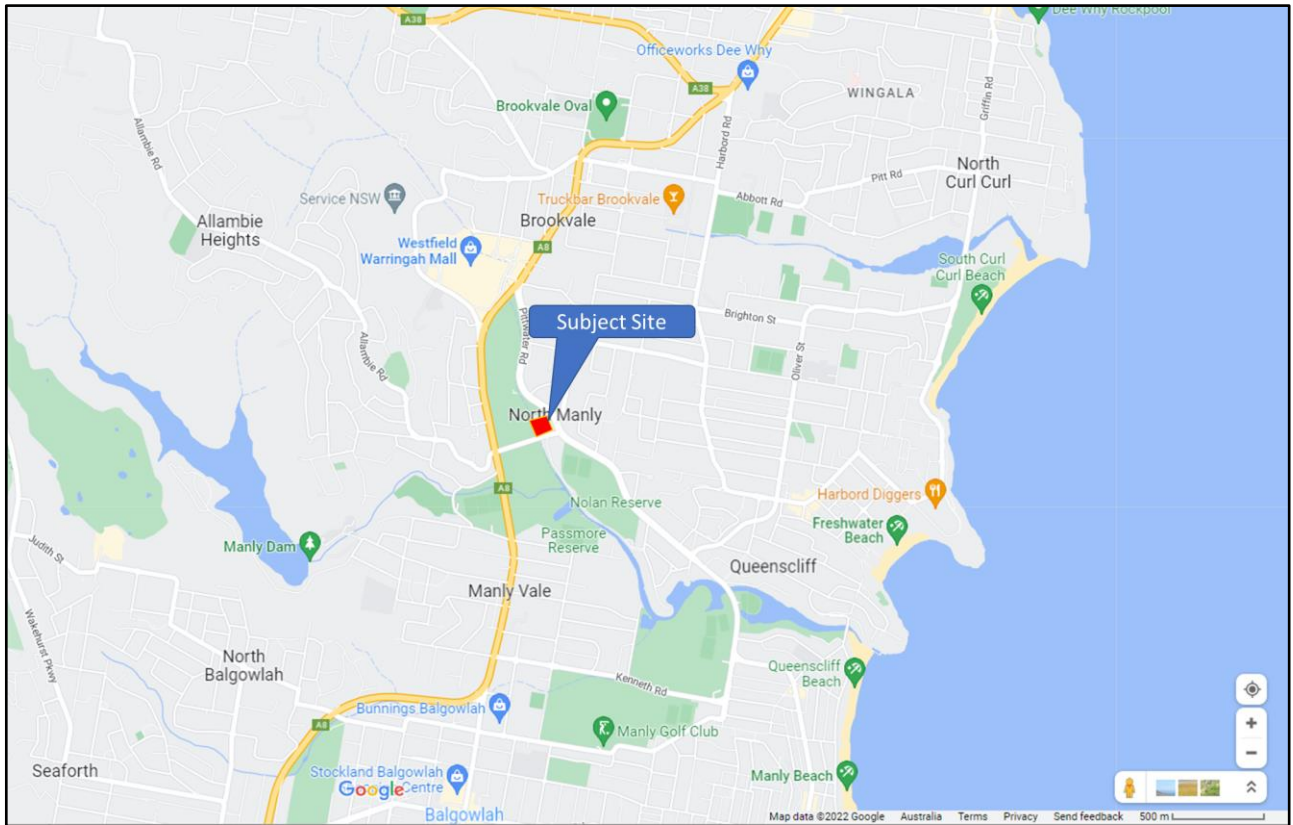 Dee Why Rockpool
A38
Officeworks Dee Why
WINGALA
Griffin Rd
A38
Brookvale Oval
Harbord Rd
Allambie Rd
North
Curl Curl
Pitt Rd
Abbott Rd
Service NSW
Truckbar Brookvale
Allambie
Heights
Brookvale
Westfield
Warringah Mall
A8
South Curl
Curl Beach
Pittwater Rd
Subject Site
Brighton St
Allambie Rd
Oliver St
North Manly
A8
Harbord Diggers
Nolan Reserve
Freshwater
Beach
Passmore
Reserve
Manly Dam
Judith St
Queenscliff
Manly Vale
Wakehurst Pkwy
North
Balgowlah
Queenscliff
Beach
Kenneth Rd
Bunnings Balgowlah
A8
Manly Golf Club
Seaforth
Stockland Balgowlah
Centre
Google
Manly Beach
Balgowlah
Map data ©2022 Google Australia Terms Privacy Send feedback 500 m